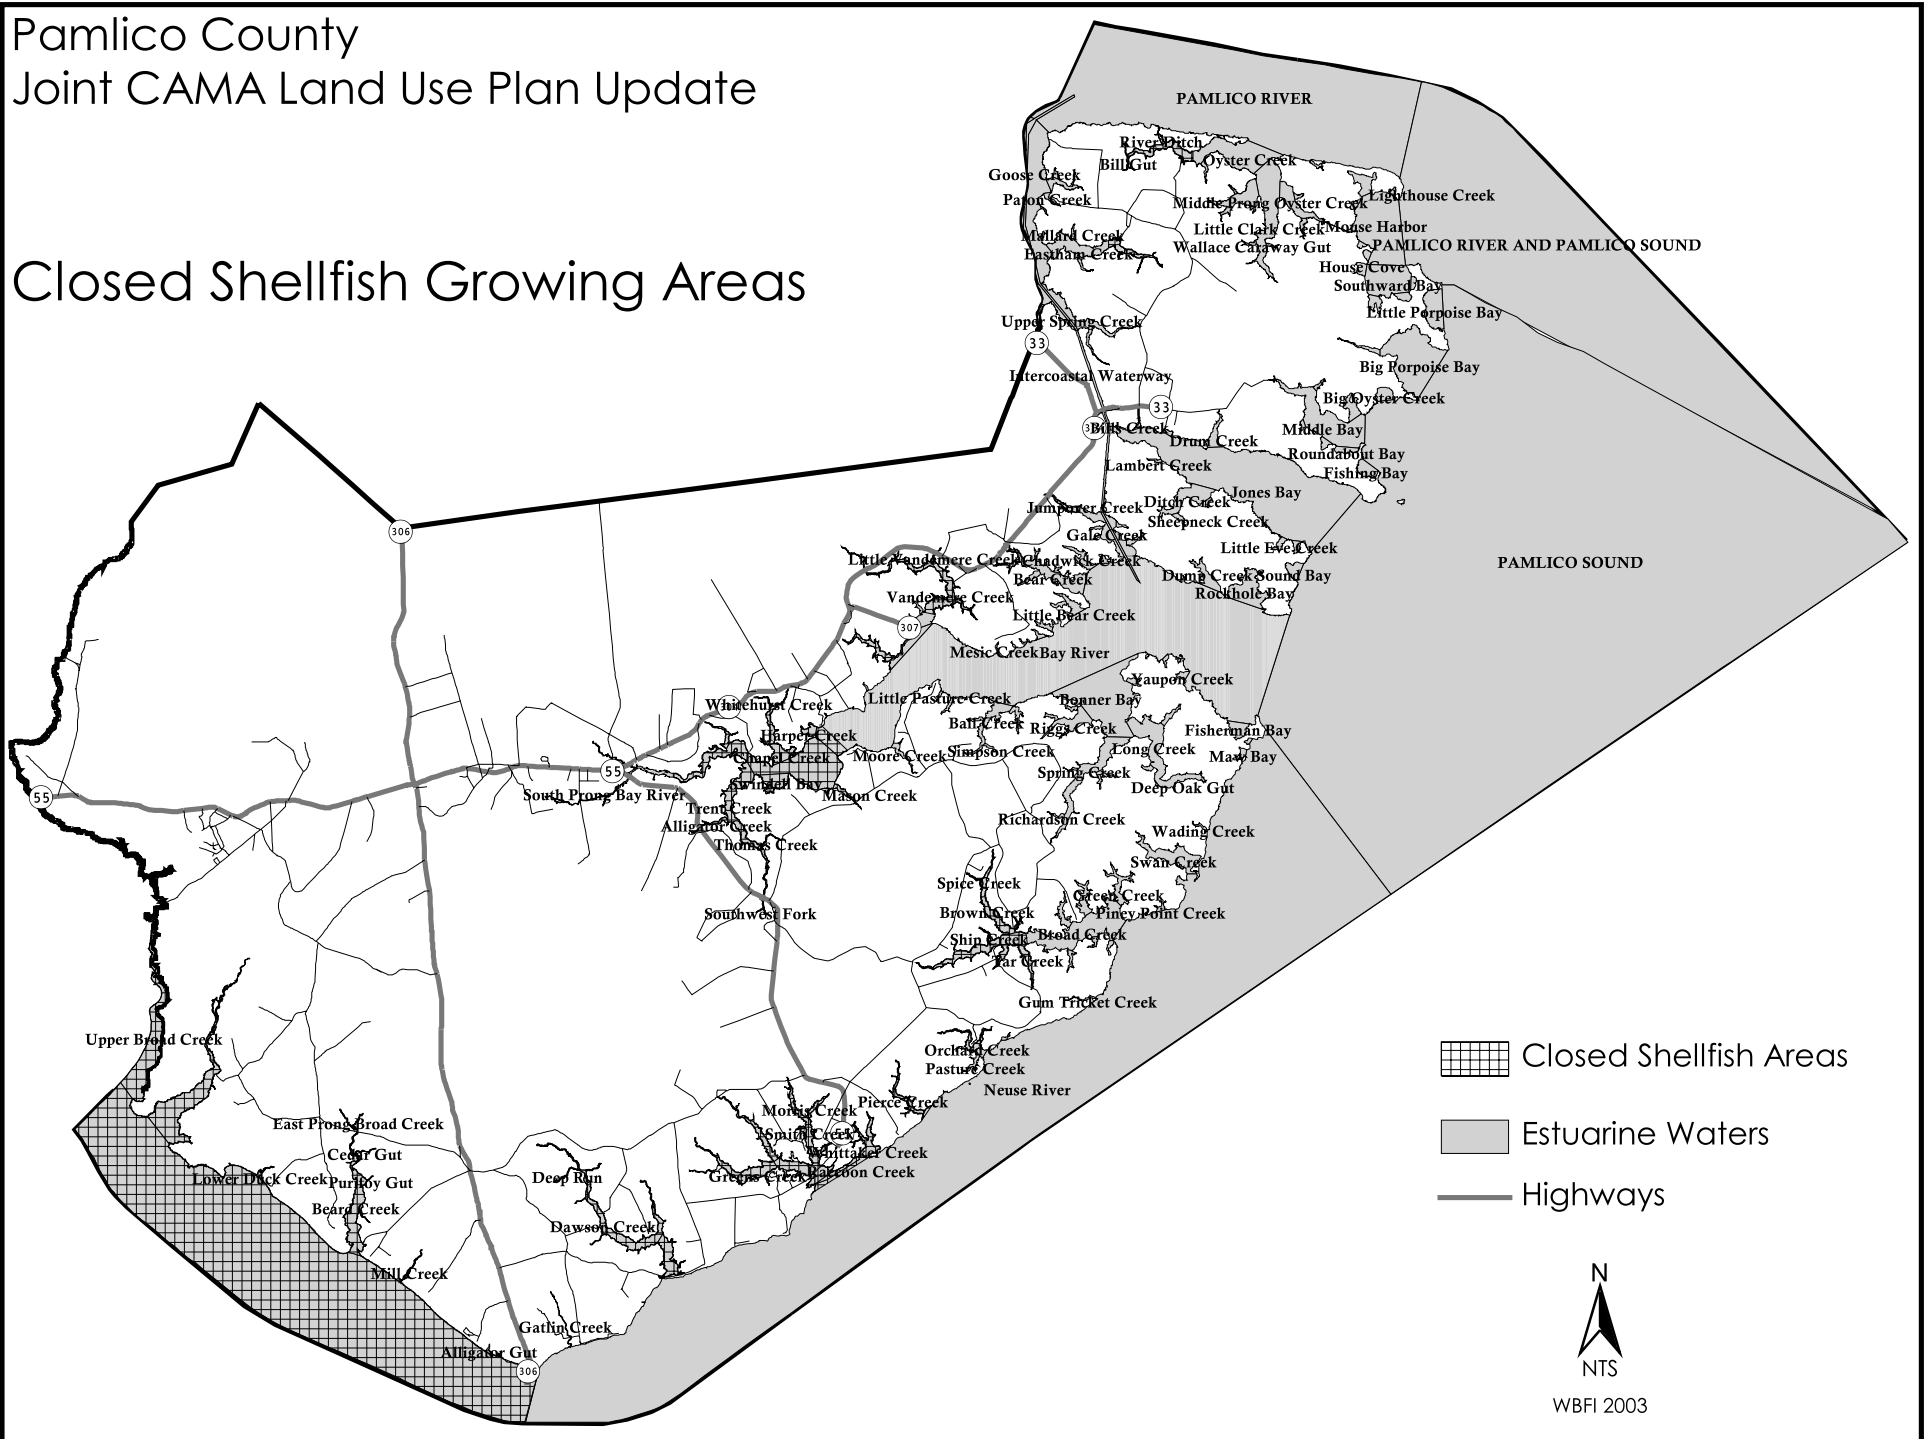 Pamlico County
Joint CAMA Land Use Plan Update
Closed Shellfish Growing Areas
PAMLICO RIVER
River Ditch
Bill Gut
Oyster Creek
Goose Creek
Paton Creek
Lighthouse Creek
Middle Prong Oyster Creek
Mallard Creek
Little Clark Creek
Mouse Harbor
Eastham Creek
Wallace Caraway Gut
PAMLICO RIVER AND PAMLICO SOUND
House Cove
Southward Bay
Little Porpoise Bay
Upper Spring Creek
33
Big Porpoise Bay
Intercoastal Waterway
Big Oyster Creek
33
Bills Creek
Drum Creek
Middle Bay
Roundabout Bay
Lambert Creek
Fishing Bay
Jones Bay
Ditch Creek
Jumpover Creek
Sheepneck Creek
306
Gale Creek
Little Eve Creek
Little Vandemere Creek
Chadwick Creek
PAMLICO SOUND
Bear Creek
Dump Creek
Sound Bay
Rockhole Bay
Vandemere Creek
Little Bear Creek
307
Mesic Creek
Bay River
Yaupon Creek
Little Pasture Creek
Bonner Bay
Whitehurst Creek
Ball Creek
Riggs Creek
Fisherman Bay
Harper Creek
Simpson Creek
Long Creek
Maw Bay
Chapel Creek
Moore Creek
55
Spring Creek
Swindell Bay
Deep Oak Gut
55
South Prong Bay River
Mason Creek
Trent Creek
Richardson Creek
Alligator Creek
Wading Creek
Thomas Creek
Swan Creek
Spice Creek
Green Creek
Southwest Fork
Brown Creek
Piney Point Creek
Ship Creek
Broad Creek
Tar Creek
Gum Tricket Creek
Upper Broad Creek
Orchard Creek
Pasture Creek
Neuse River
Pierce Creek
Morris Creek
East Prong Broad Creek
Smith Creek
Cedar Gut
Whittaker Creek
Lower Duck Creek
Purifoy Gut
Deep Run
Greens Creek
Raccoon Creek
Beard Creek
Dawson Creek
Mill Creek
Gatlin Creek
Alligator Gut
306
Closed Shellfish Areas
Estuarine Waters
Highways
N
NTS
WBFI 2003